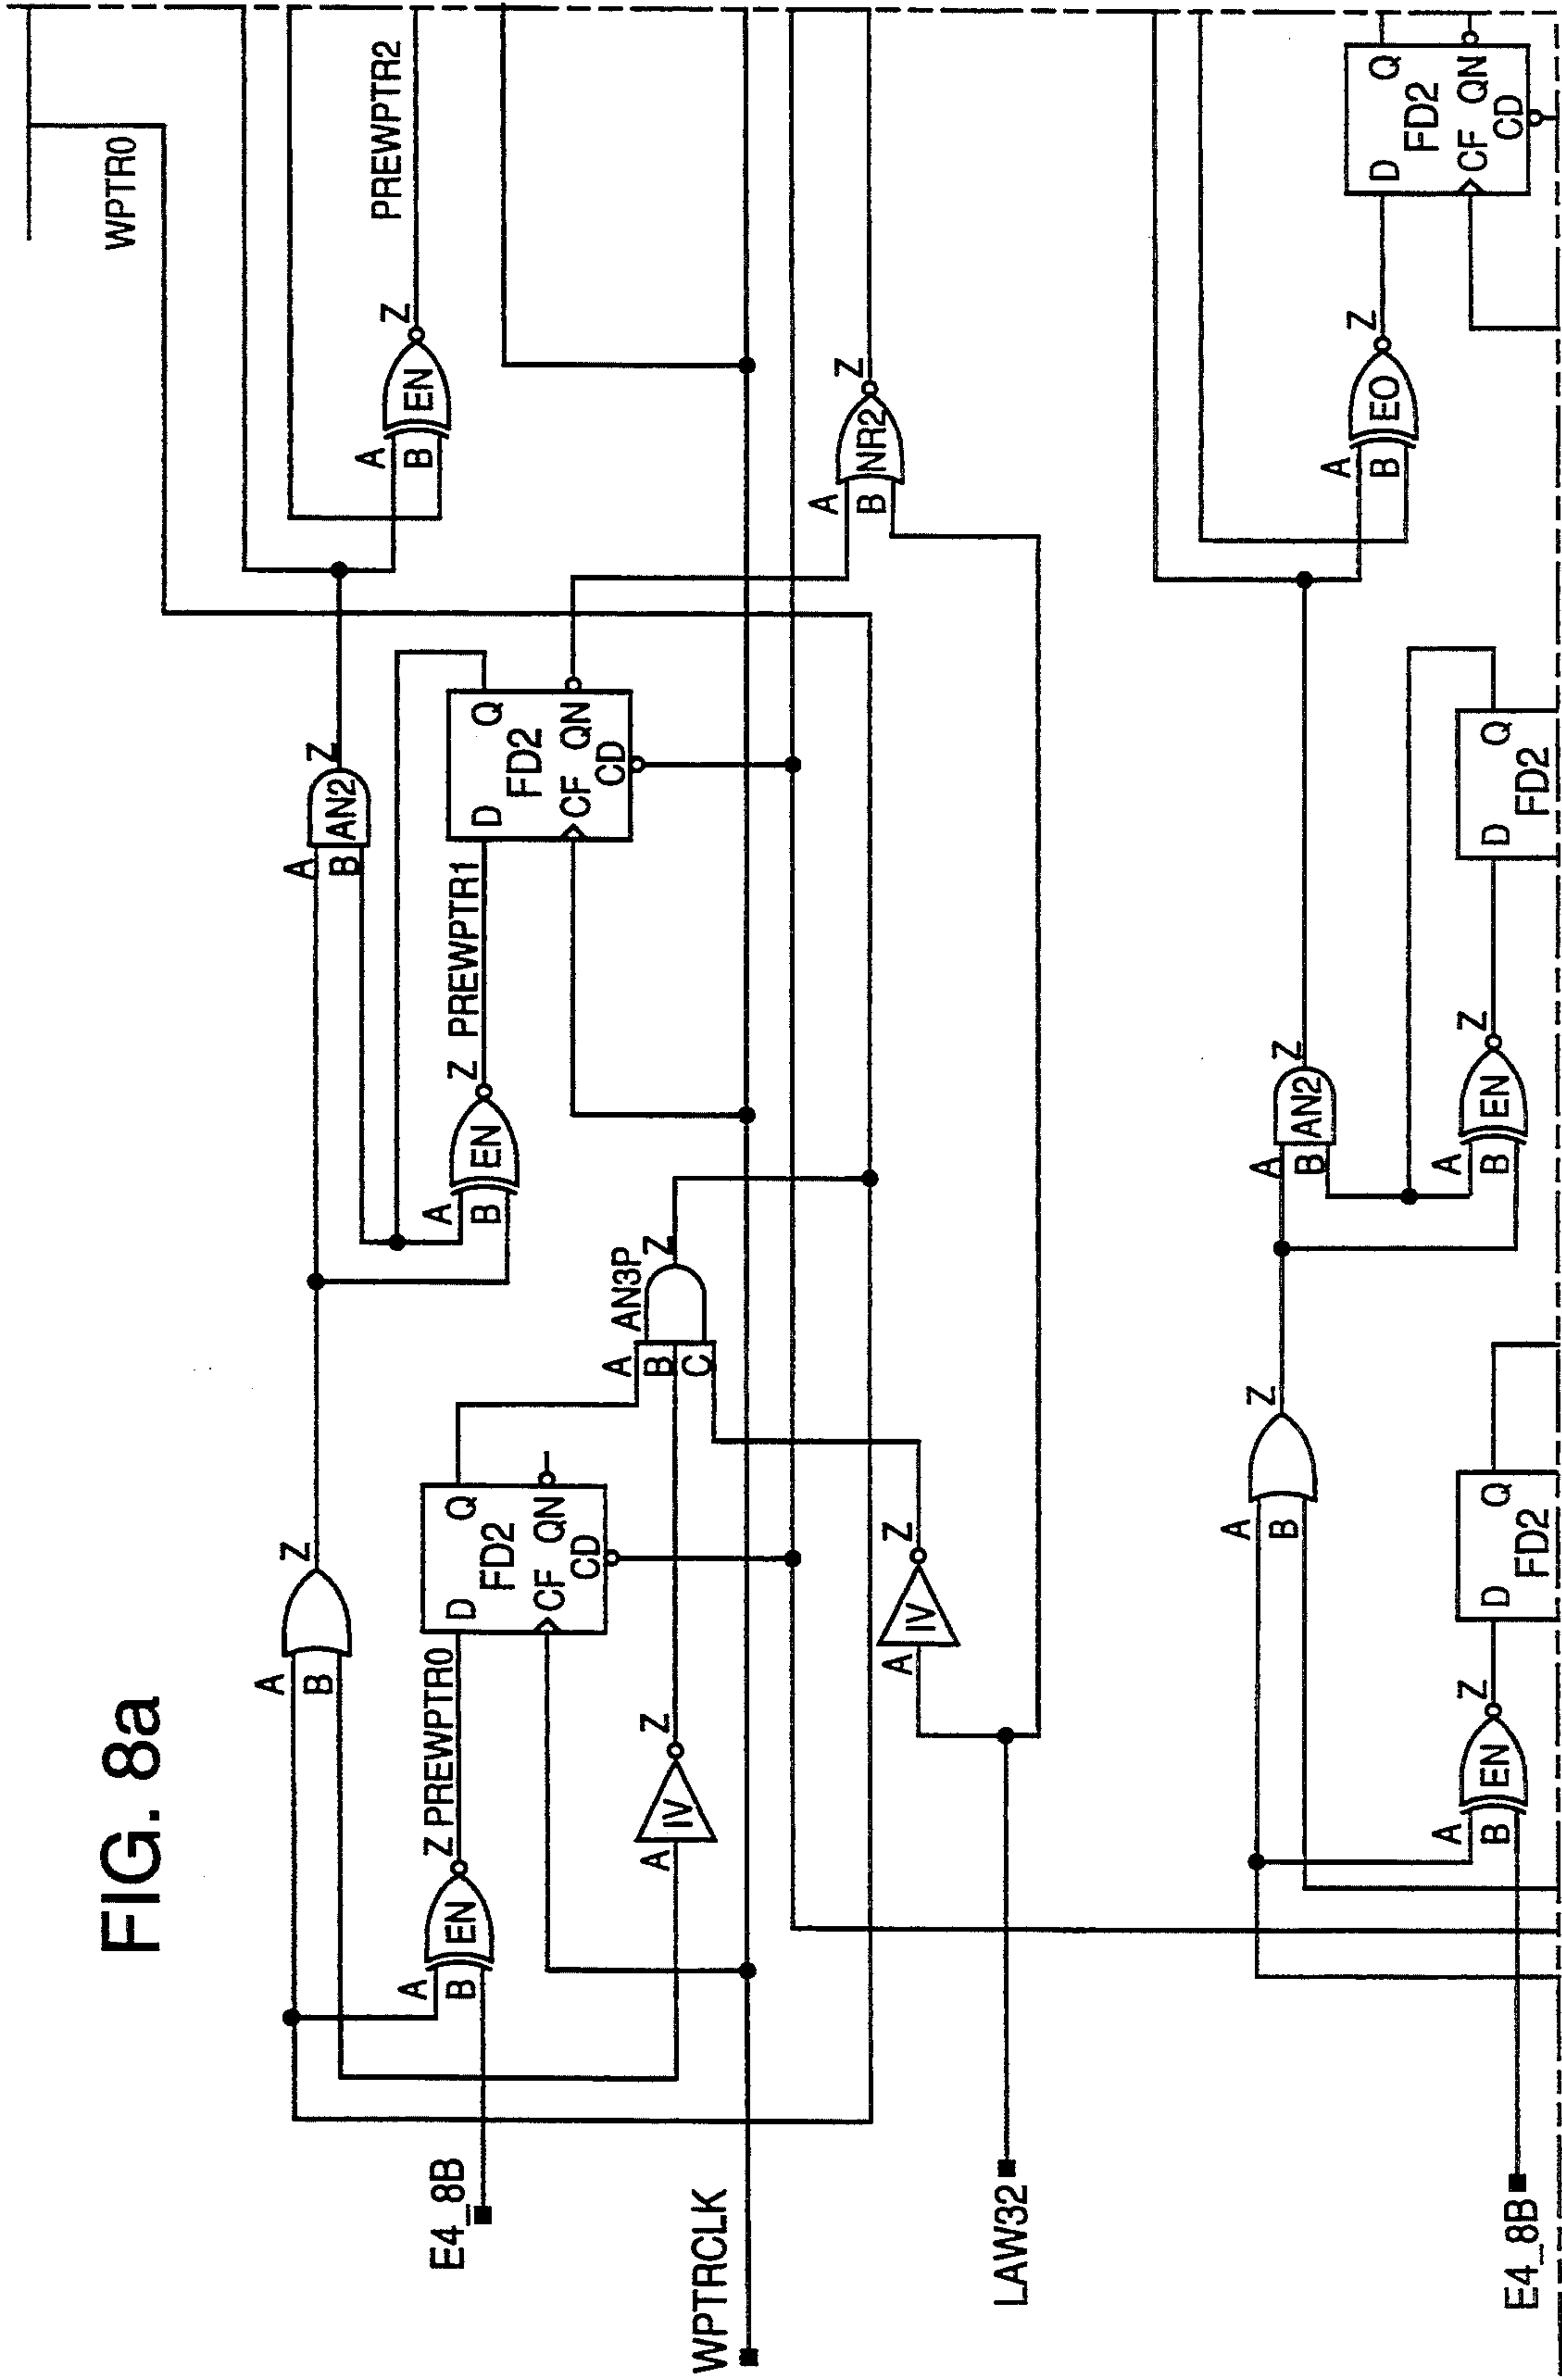 FIG. 8a
WPTR0
PREWPTR2
A
B
EN
Z
A
B
AN2
Z
A
B
Z
E4_8B
A
B
EN
Z PREWPTR0
D
Q
FD2
CF
QN
CD
A
B
EN
Z PREWPTR1
D
Q
FD2
CF
QN
CD
A
IV
Z
AN3P
A
B
C
Z
WPTRCLK
A
B
NR2
Z
A
IV
Z
LAW32
A
B
Z
A
B
AN2
Z
A
B
EO
Z
D
Q
FD2
CF
QN
CD
E4_8B
A
B
EN
Z
D
Q
FD2
A
B
EN
Z
D
Q
FD2